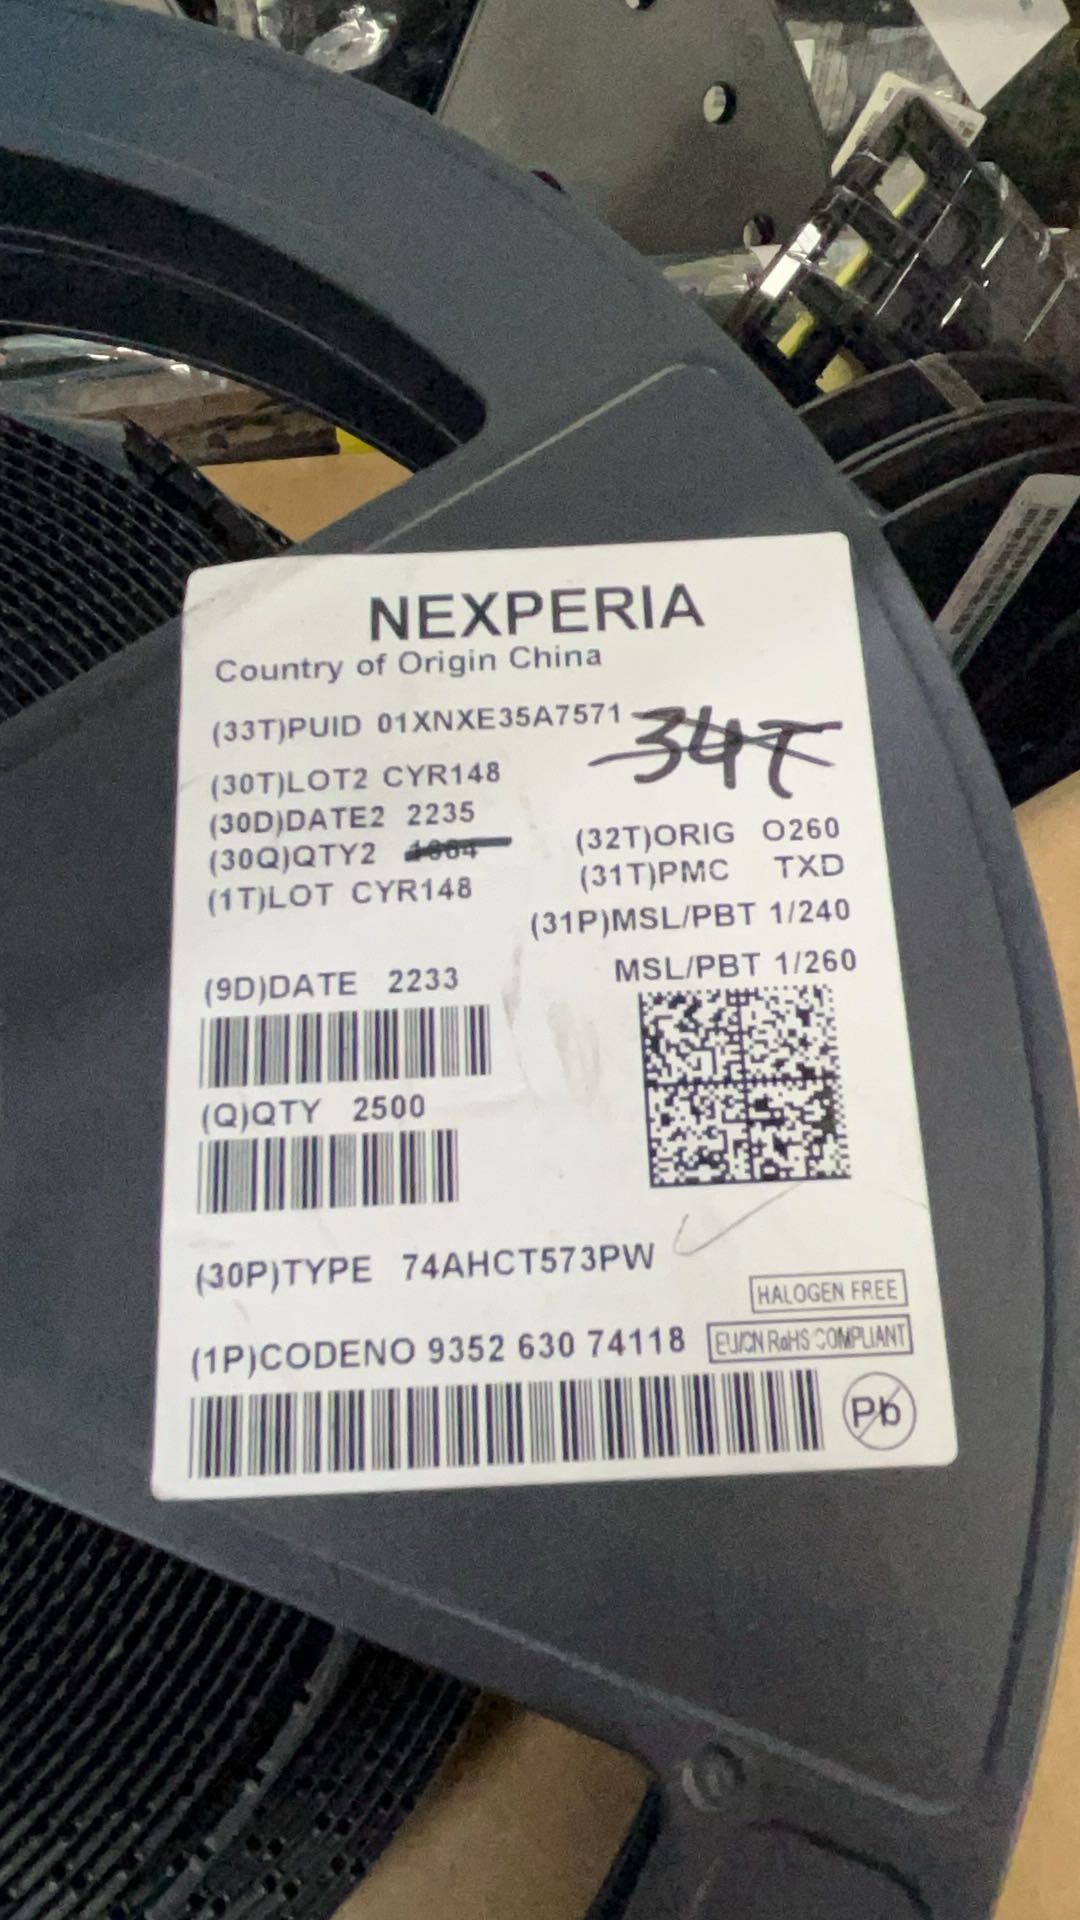 NEXPERIA
Country of Origin China
(33T)PUID 01XNXE35A7571
34T
(30T)LOT2 CYR148
(30D)DATE2 2235
(30Q)QTY2
(1T)LOT CYR148
(32T)ORIG O260
(31T)PMC TXD
(31P)MSL/PBT 1/240
MSL/PBT 1/260
(9D)DATE 2233
(Q)QTY 2500
(30P)TYPE 74AHCT573PW
HALOGEN FREE
(1P)CODENO 9352 630 74118
EU/CN RoHS COMPLIANT
Pb